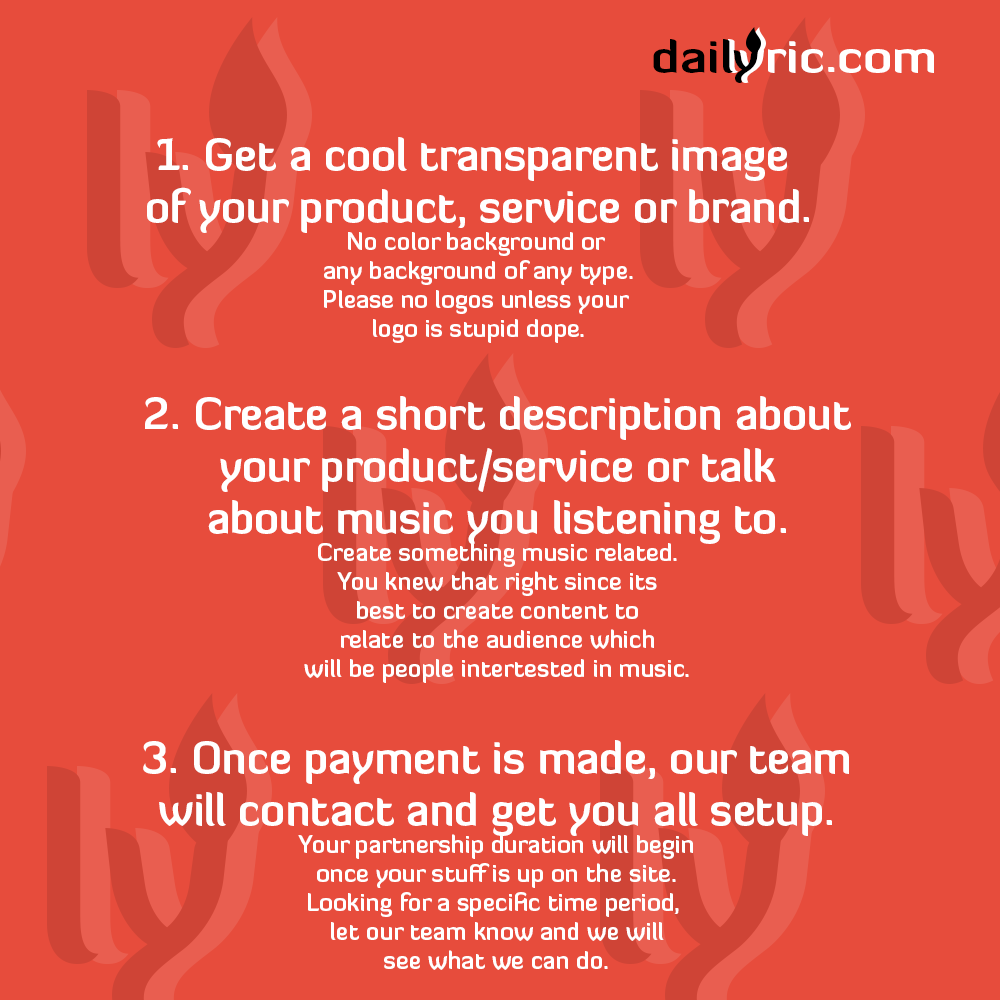 dailyric.com
1. Get a cool transparent image
of your product, service or brand.
No color background or
any background of any type.
Please no logos unless your
logo is stupid dope.
2. Create a short description about
your product/service or talk
about music you listening to.
Create something music related.
You knew that right since its
best to create content to
relate to the audience which
will be people intertested in music.
3. Once payment is made, our team
will contact and get you all setup.
Your partnership duration will begin
once your stuff is up on the site.
Looking for a specific time period,
let our team know and we will
see what we can do.